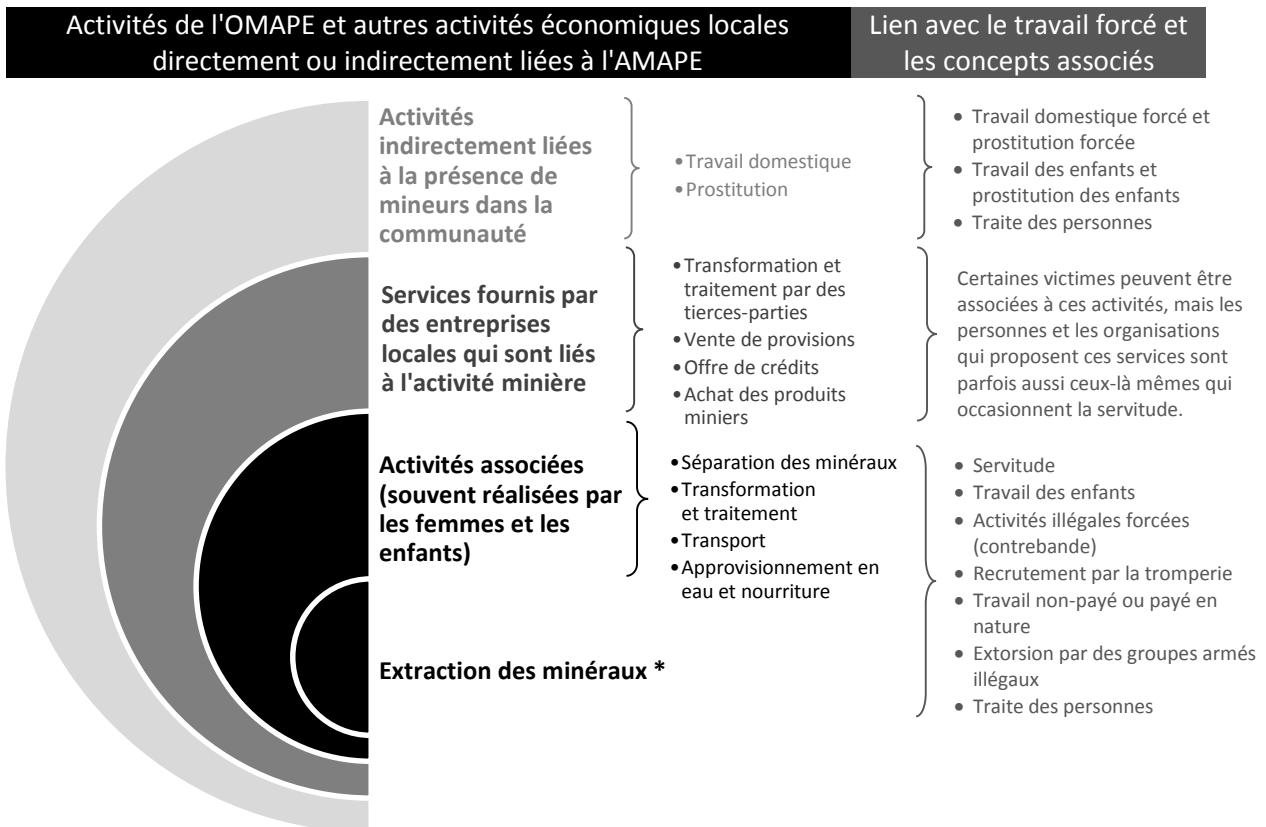 Activités de l'OMAPE et autres activités économiques locales
directement ou indirectement liées à l'AMAPE
Lien avec le travail forcé et
les concepts associés
Activités
indirectement liées
à la présence de
mineurs dans la
communauté
•Travail domestique
•Prostitution
• Travail domestique forcé et
prostitution forcée
• Travail des enfants et
prostitution des enfants
• Traite des personnes
Services fournis par
des entreprises
locales qui sont liés
à l'activité minière
•Transformation et
traitement par des
tierces-parties
•Vente de provisions
•Offre de crédits
•Achat des produits
miniers
Certaines victimes peuvent être
associées à ces activités, mais les
personnes et les organisations
qui proposent ces services sont
parfois aussi ceux-là mêmes qui
occasionnent la servitude.
Activités associées
(souvent réalisées par
les femmes et les
enfants)
•Séparation des minéraux
•Transformation
et traitement
•Transport
•Approvisionnement en
eau et nourriture
Extraction des minéraux *
• Servitude
• Travail des enfants
• Activités illégales forcées
(contrebande)
• Recrutement par la tromperie
• Travail non-payé ou payé en
nature
• Extorsion par des groupes armés
illégaux
• Traite des personnes